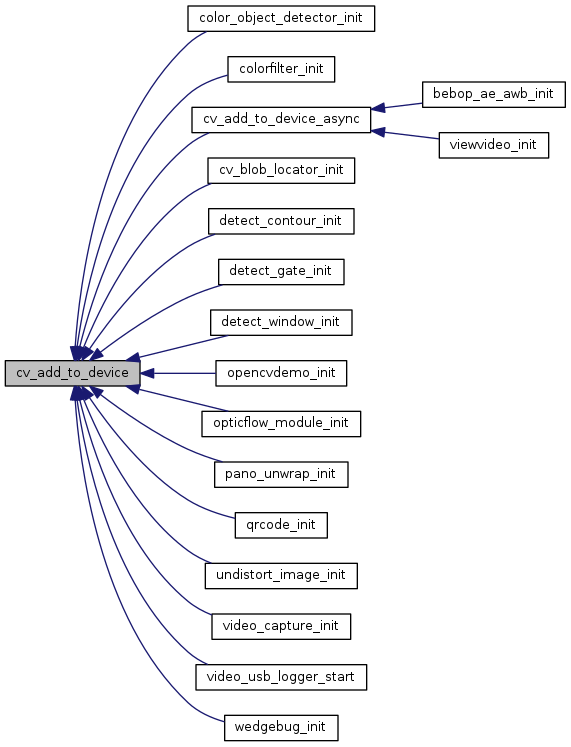 color_object_detector_init
colorfilter_init
bebop_ae_awb_init
cv_add_to_device_async
viewvideo_init
cv_blob_locator_init
detect_contour_init
detect_gate_init
detect_window_init
cv_add_to_device
opencvdemo_init
opticflow_module_init
pano_unwrap_init
qrcode_init
undistort_image_init
video_capture_init
video_usb_logger_start
wedgebug_init